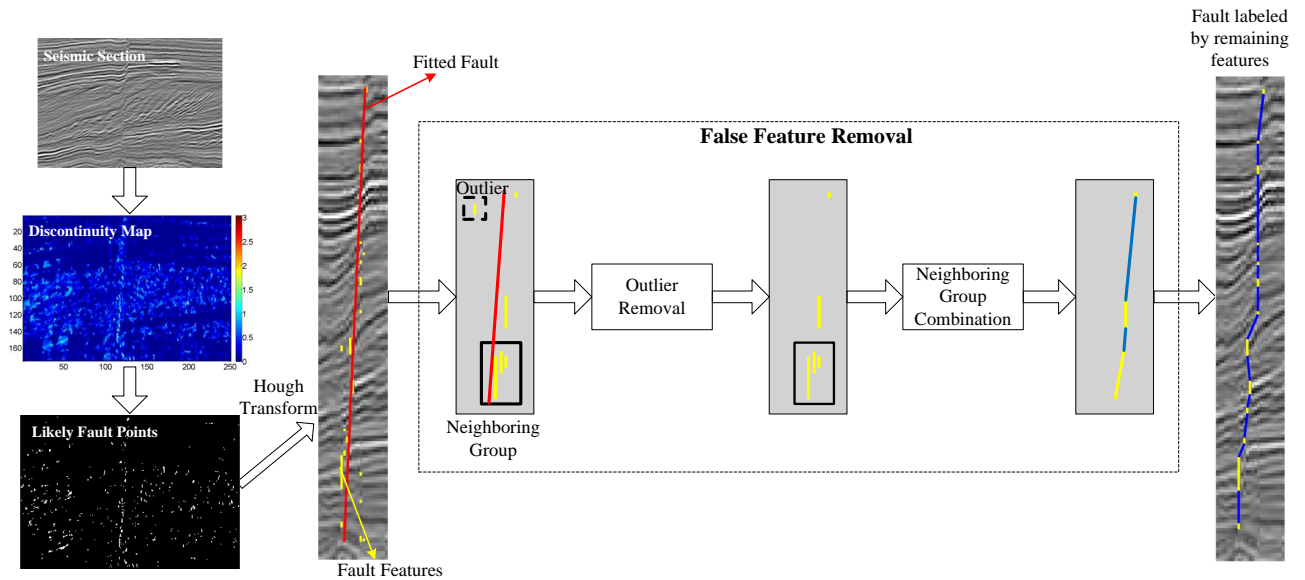 Seismic Section
Discontinuity Map
3
2.5
2
1.5
1
0.5
0
20
40
60
80
100
120
140
160
50
100
150
200
250
Likely Fault Points
Hough
Transform
Fitted Fault
Fault Features
False Feature Removal
Outlier
Neighboring
Group
Outlier
Removal
Neighboring
Group
Combination
Fault labeled
by remaining
features